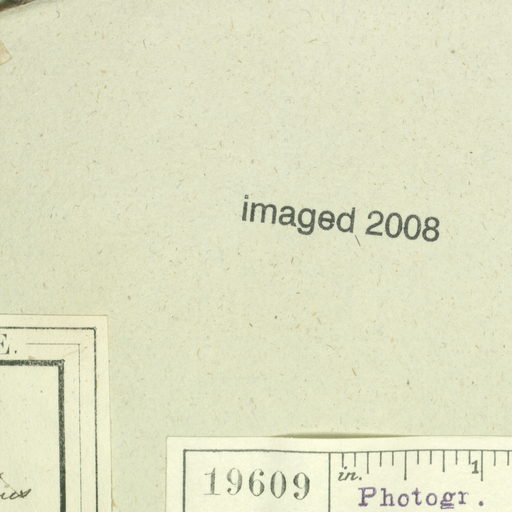 imaged 2008
E.
19609
in. 1
Photogr.